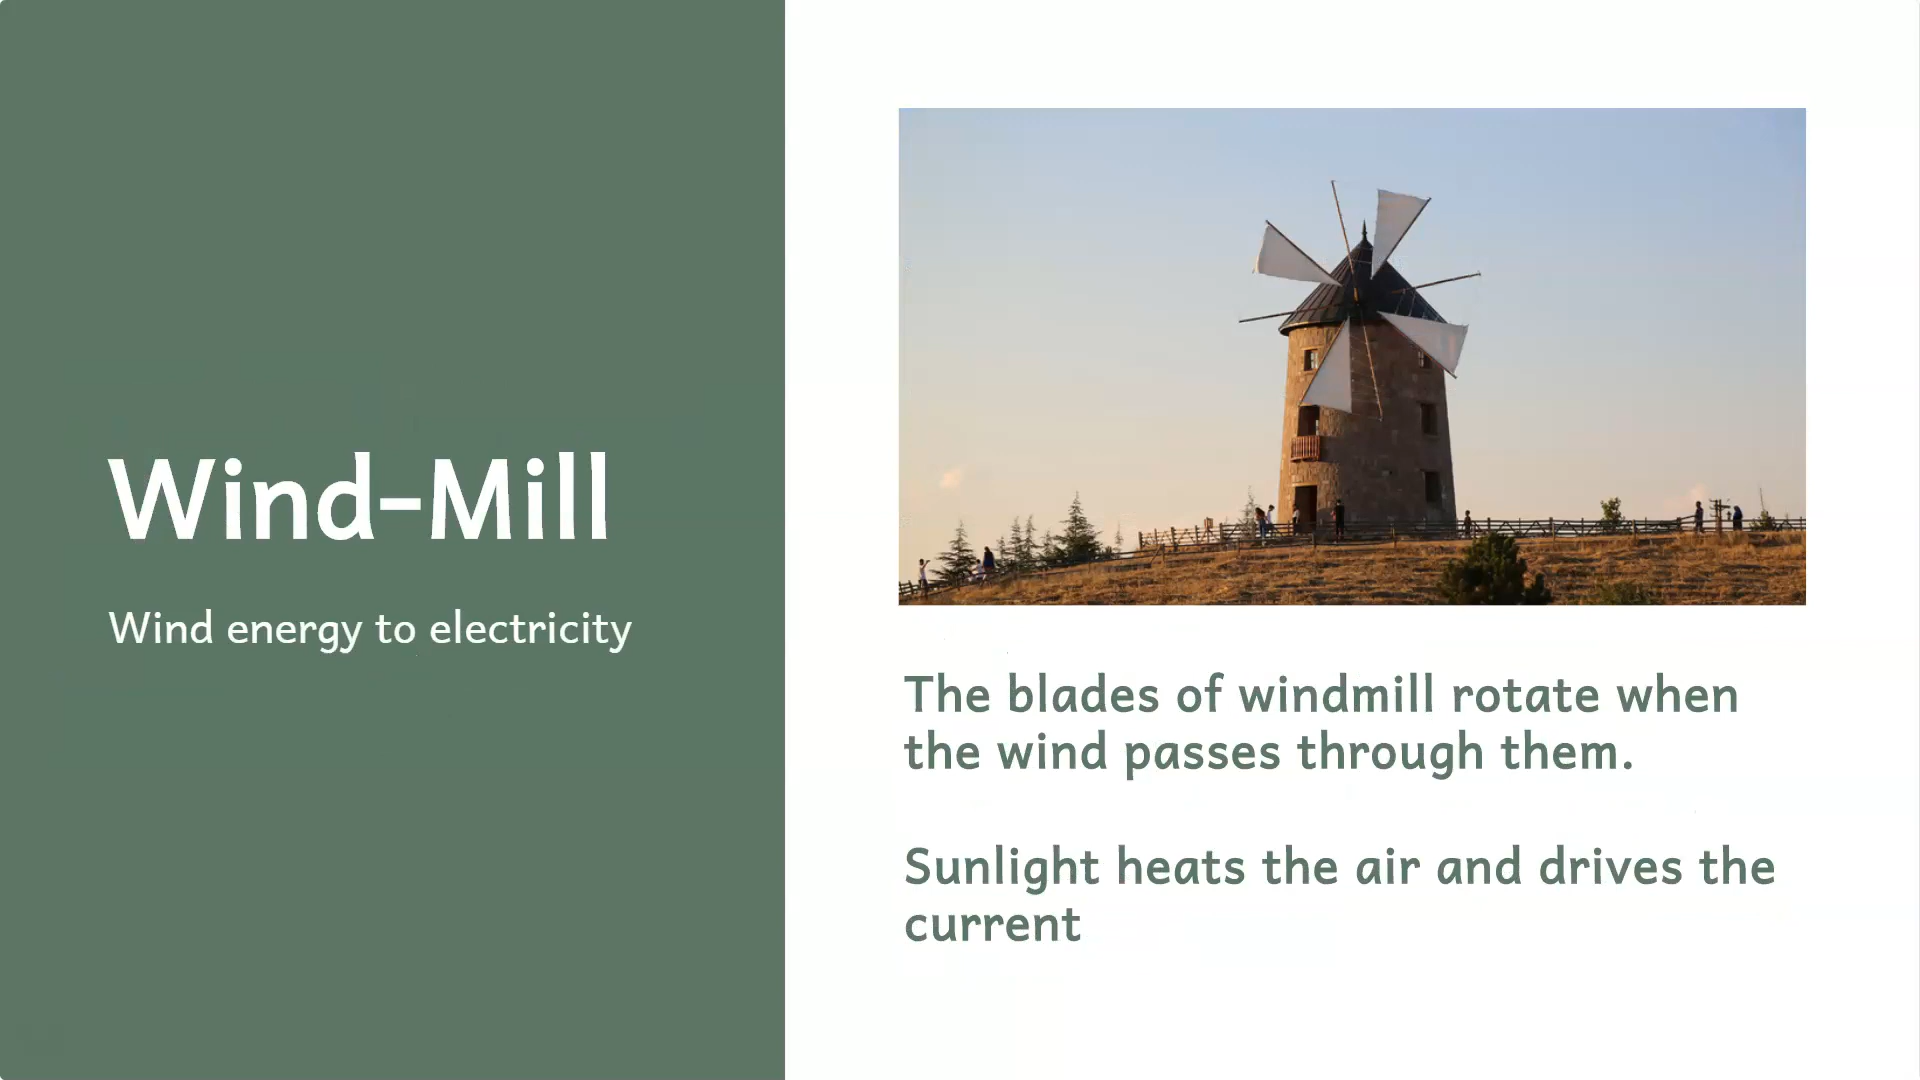 Wind-Mill
Wind energy to electricity
The blades of windmill rotate when
the wind passes through them.
Sunlight heats the air and drives the
current